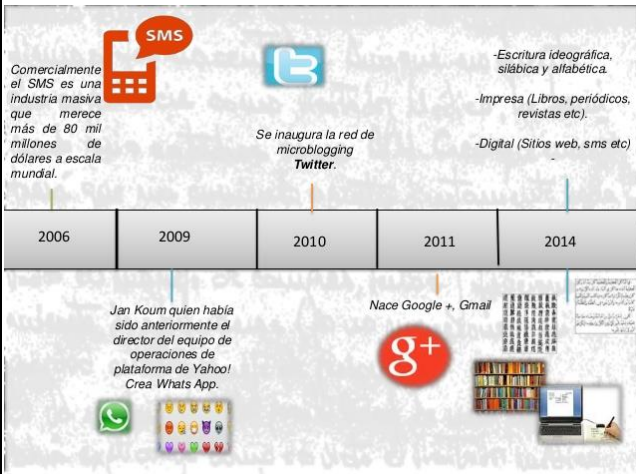 SMS
Comercialmente
el SMS es una
industria masiva
que merece
más de 80 mil
millones de
dólares a escala
mundial.
Se inaugura la red de
microblogging
Twitter.
-Escritura ideográfica,
silábica y alfabética.
-Impresa (Libros, periódicos,
revistas etc).
-Digital (Sitios web, sms etc)
-
2006
2009
2010
2011
2014
Jan Koum quien había
sido anteriormente el
director del equipo de
operaciones de
plataforma de Yahoo!
Crea Whats App.
Nace Google +, Gmail
g+